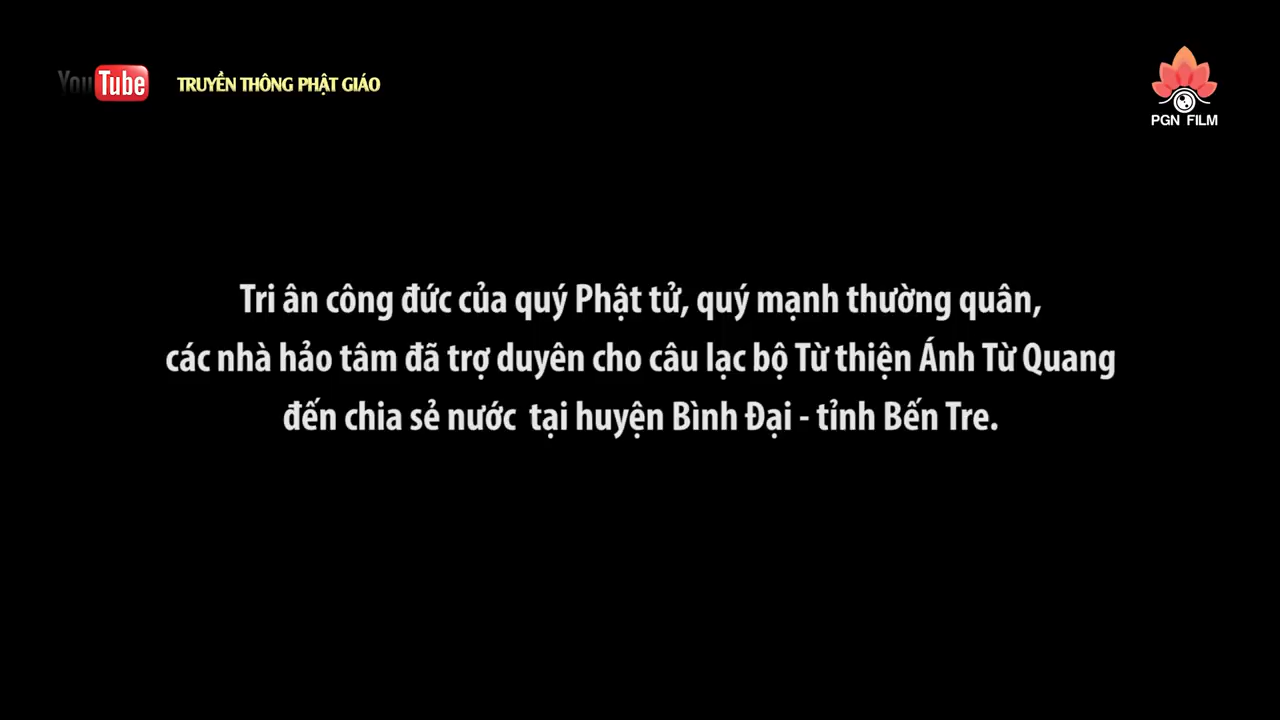 YouTube TRUYỀN THÔNG PHẬT GIÁO
PGN FILM
Tri ân công đức của quý Phật tử, quý mạnh thường quân,
các nhà hảo tâm đã trợ duyên cho câu lạc bộ Từ thiện Ánh Từ Quang
đến chia sẻ nước tại huyện Bình Đại - tỉnh Bến Tre.